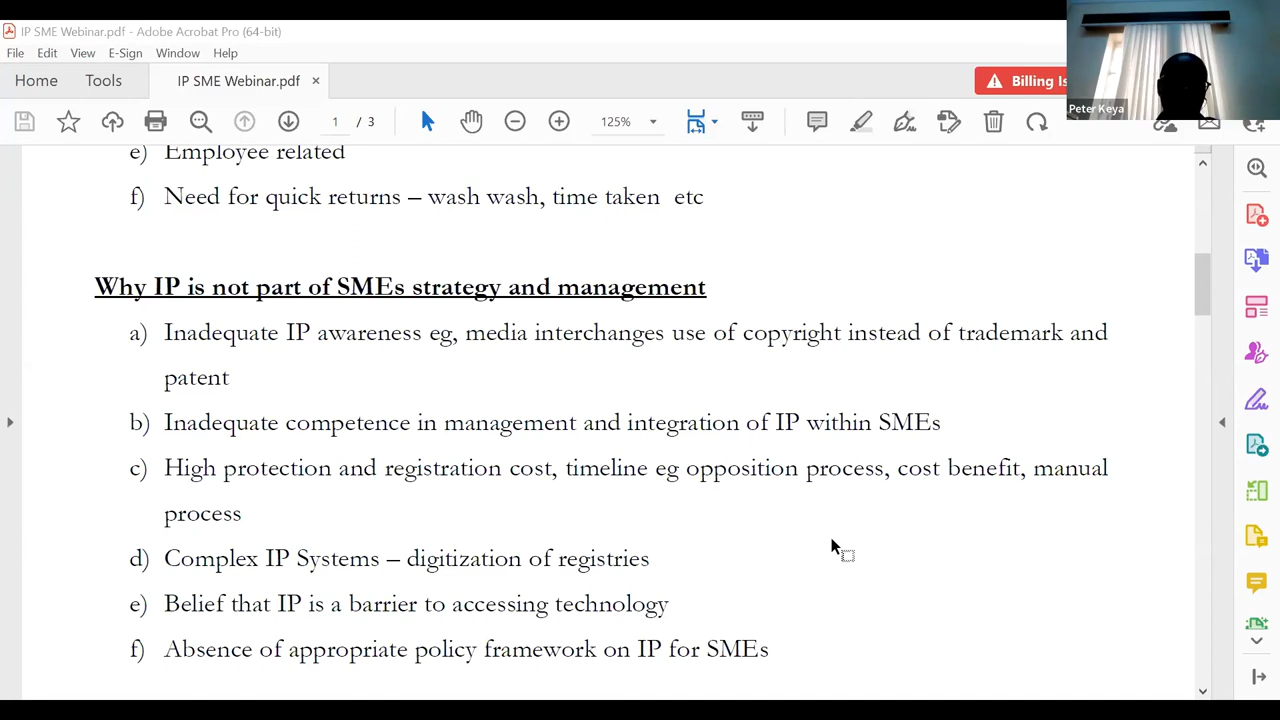 IP SME Webinar.pdf - Adobe Acrobat Pro (64-bit)
File Edit View E-Sign Window Help
Home Tools IP SME Webinar.pdf × Billing Is
Peter Keya
1 / 3 125%
e) Employee related
f) Need for quick returns – wash wash, time taken etc
Why IP is not part of SMEs strategy and management
a) Inadequate IP awareness eg, media interchanges use of copyright instead of trademark and
patent
b) Inadequate competence in management and integration of IP within SMEs
c) High protection and registration cost, timeline eg opposition process, cost benefit, manual
process
d) Complex IP Systems – digitization of registries
e) Belief that IP is a barrier to accessing technology
f) Absence of appropriate policy framework on IP for SMEs